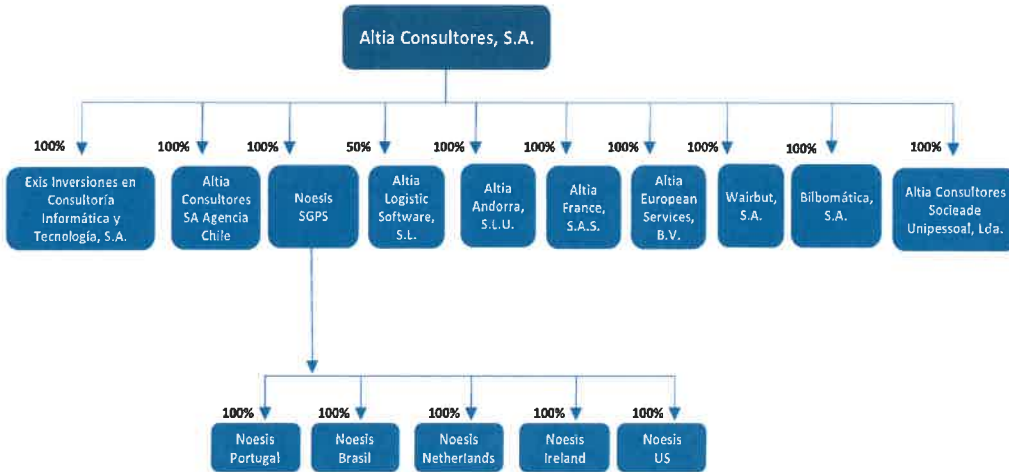 Altia Consultores, S.A.
100%
100%
100%
50%
100%
100%
100%
100%
100%
100%
Exis Inversiones en
Consultoría
Informática y
Tecnología, S.A.
Altia
Consultores
SA Agencia
Chile
Noesis
SGPS
Altia
Logistic
Software,
S.L.
Altia
Andorra,
S.L.U.
Altia
France,
S.A.S.
Altia
European
Services,
B.V.
Wairbut,
S.A.
Bilbomática,
S.A.
Altia Consultores
Socieade
Unipessoal, Lda.
100%
100%
100%
100%
100%
Noesis
Portugal
Noesis
Brasil
Noesis
Netherlands
Noesis
Ireland
Noesis
US